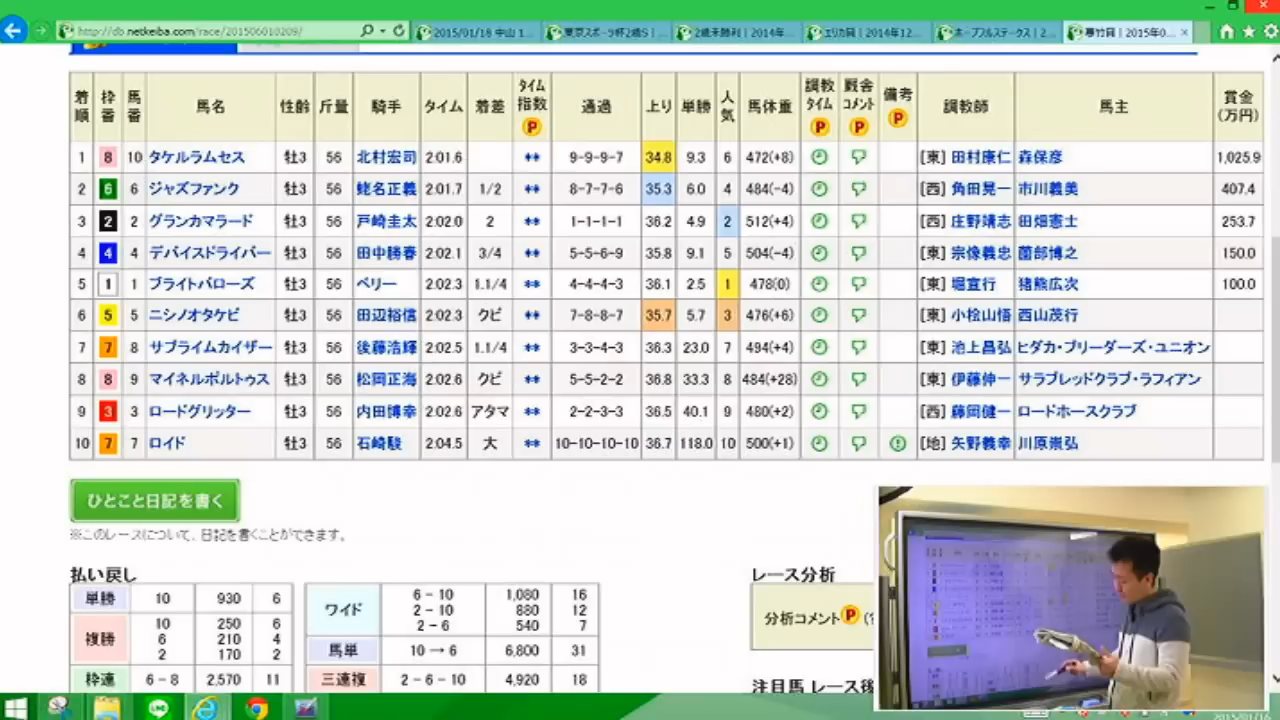 http://db.netkeiba.com/race/201506010209/
2015/01/18 中山 1...
東京スポーツ杯2歳S | ...
2歳未勝利 | 2014年...
エリカ賞 | 2014年12...
ホープフルステークス | 2...
寒竹賞 | 2015年0...
着順 枠番 馬番 馬名 性齢 斤量 騎手 タイム 着差 タイム指数 P 通過 上り 単勝 人気 馬体重 調教タイム P 厩舎コメント P 備考 P 調教師 馬主 賞金(万円)
1 8 10 タケルラムセス 牡3 56 北村宏司 2:01.6 ** 9-9-9-7 34.8 9.3 6 472(+8) [東] 田村康仁 森保彦 1,025.9
2 6 6 ジャズファンク 牡3 56 蛯名正義 2:01.7 1/2 ** 8-7-7-6 35.3 6.0 4 484(-4) [西] 角田晃一 市川義美 407.4
3 2 2 グランカマラード 牡3 56 戸崎圭太 2:02.0 2 ** 1-1-1-1 36.2 4.9 2 512(+4) [西] 庄野靖志 田畑憲士 253.7
4 4 4 デバイスドライバー 牡3 56 田中勝春 2:02.1 3/4 ** 5-5-6-9 35.8 9.1 5 504(-4) [東] 宗像義忠 薗部博之 150.0
5 1 1 ブライトバローズ 牡3 56 ベリー 2:02.3 1.1/4 ** 4-4-4-3 36.1 2.5 1 478(0) [東] 堀宣行 猪熊広次 100.0
6 5 5 ニシノオタケビ 牡3 56 田辺裕信 2:02.3 クビ ** 7-8-8-7 35.7 5.7 3 476(+6) [東] 小桧山悟 西山茂行
7 7 8 サプライムカイザー 牡3 56 後藤浩輝 2:02.5 1.1/4 ** 3-3-4-3 36.3 23.0 7 494(+4) [東] 池上昌弘 ヒダカ・ブリーダーズ・ユニオン
8 8 9 マイネルポルトゥス 牡3 56 松岡正海 2:02.6 クビ ** 5-5-2-2 36.8 33.3 8 484(+28) [東] 伊藤伸一 サラブレッドクラブ・ラフィアン
9 3 3 ロードグリッター 牡3 56 内田博幸 2:02.6 アタマ ** 2-2-3-3 36.5 40.1 9 480(+2) [西] 藤岡健一 ロードホースクラブ
10 7 7 ロイド 牡3 56 石崎駿 2:04.5 大 ** 10-10-10-10 36.7 118.0 10 500(+1) [地] 矢野義幸 川原崇弘
ひとこと日記を書く
※このレースについて、日記を書くことができます。
払い戻し
単勝 10 930 6
複勝 10 250 6
6 210 4
2 170 2
枠連 6－8 2,570 11
ワイド 6－10 1,080 16
2－10 880 12
2－6 540 7
馬単 10→6 6,800 31
三連複 2－6－10 4,920 18
レース分析
分析コメント P
注目馬 レース後